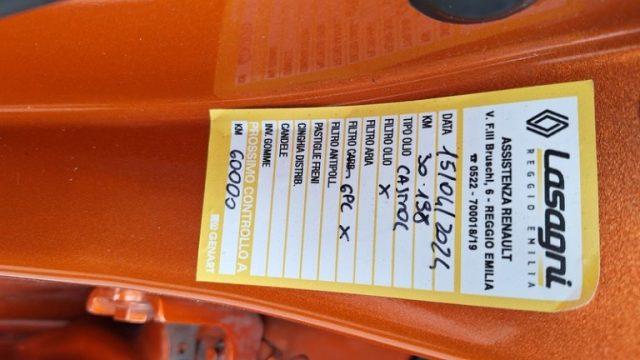 Lasagni
REGGIO EMILIA
ASSISTENZA RENAULT
V. F.lli Bruschi, 6 - REGGIO EMILIA
☎ 0522 - 700018/19
DATA 15/04/2024
KM 30.138
TIPO OLIO CASTROL
FILTRO OLIO X
FILTRO ARIA
FILTRO GPL X
FILTRO ANTIPOLL.
PASTIGLIE FRENI
CINGHIA DISTRIB.
CANDELE
INV. GOMME
PROSSIMO CONTROLLO A
KM 60000
GENART